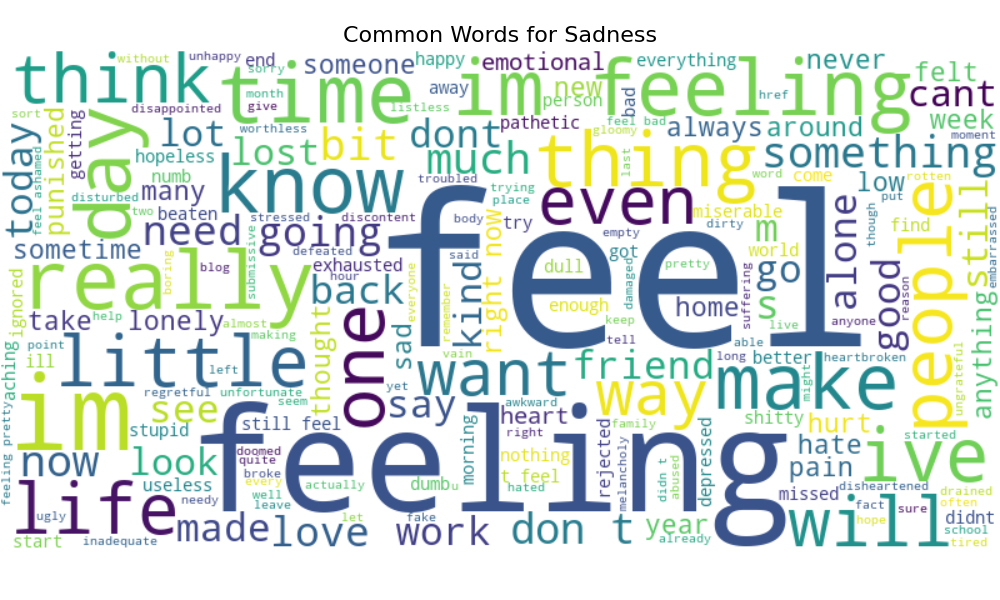 Common Words for Sadness
without
unhappy
end
someone
happy
emotional
everything
never
think
time
im feeling
felt
sorry
month
give
away
new
person
bad
href
cant
listless
disappointed
week
today
sort
feel ashamed
day
punished
getting
lot
worthless
lost
bit
dont
pathetic
feel bad
gloomy
always
around
moment
hopeless
numb
know
much
thing
last
something
word
come
low
rotten
disturbed
many
troubled
trying
place
even
miserable
put
two
beaten
stressed
discontent
body
try
dirty
m
alone
though
find
people
still
embarrassed
sometime
need
going
submissive
defeated
feel
said
kind
right now
empty
got
world
really
boring
blog
hour
exhausted
everyone
dull
damaged
pretty
suffering
go
good
reason
ignored
back
remember
enough
home
s
live
anyone
anything
take
help
lonely
almost
making
thought
one
sad
vain
keep
tell
able
aching
point
ill
little
left
yet
want
friend
long
better
heartbroken
might
make
ungrateful
im
regretful
unfortunate
seem
see
say
awkward
way
feeling pretty
stupid
still feel
feeling
heart
right
family
shitty
hurt
started
ive
now
look
doomed
quite
broke
morning
nothing
t feel
rejected
melancholy
didn t
abused
depressed
hate
pain
useless
needy
every
actually
dumb
u
hated
missed
disheartened
drained
often
life
ugly
well
leave
let
fake
fact
hope
sure
didnt
school
start
inadequate
made
love
work
don t
year
already
will
tired